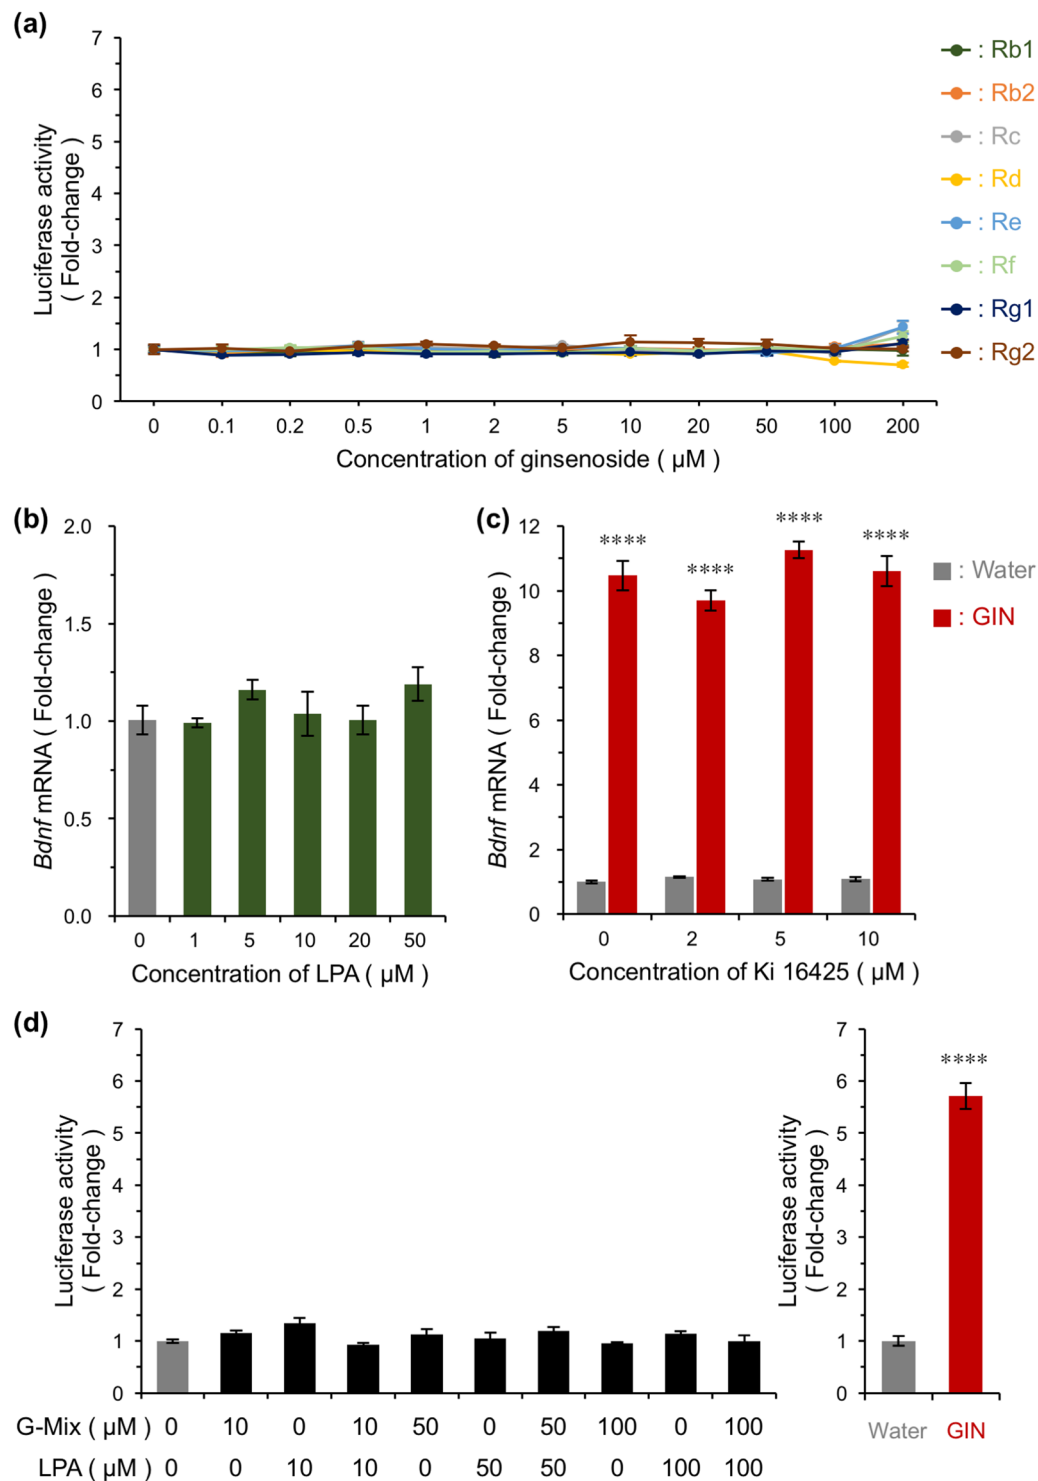 (a)
7
6
5
4
3
2
1
0
Luciferase activity
( Fold-change )
0 0.1 0.2 0.5 1 2 5 10 20 50 100 200
Concentration of ginsenoside ( μM )
: Rb1
: Rb2
: Rc
: Rd
: Re
: Rf
: Rg1
: Rg2
(b)
2.0
1.5
1.0
0.5
0.0
Bdnf mRNA ( Fold-change )
0 1 5 10 20 50
Concentration of LPA ( μM )
(c)
12
10
8
6
4
2
0
Bdnf mRNA ( Fold-change )
**** **** **** ****
0 2 5 10
Concentration of Ki 16425 ( μM )
: Water
: GIN
(d)
7
6
5
4
3
2
1
0
Luciferase activity
( Fold-change )
G-Mix ( μM ) 0 10 0 10 50 0 50 100 0 100
LPA ( μM ) 0 0 10 10 0 50 50 0 100 100
7
6
5
4
3
2
1
0
Luciferase activity
( Fold-change )
****
Water GIN